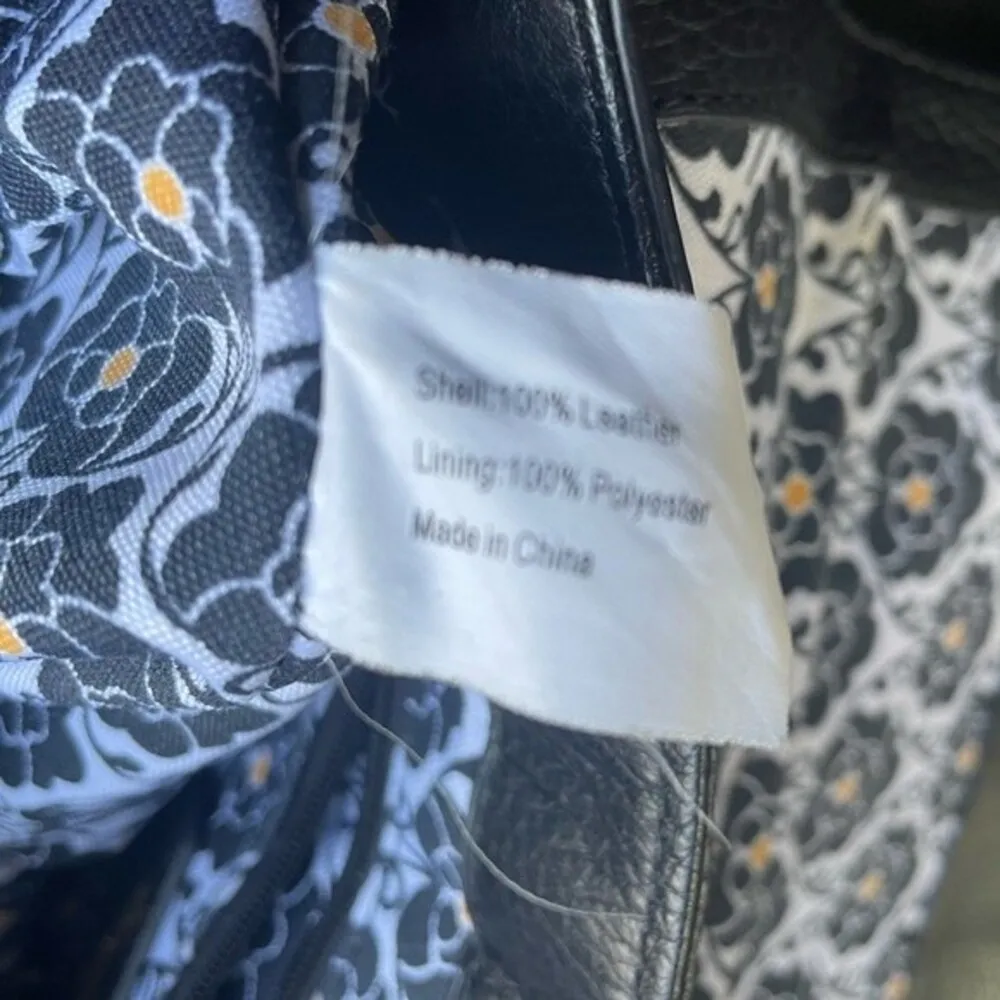 Shell:100% Leather
Lining:100% Polyester
Made in China